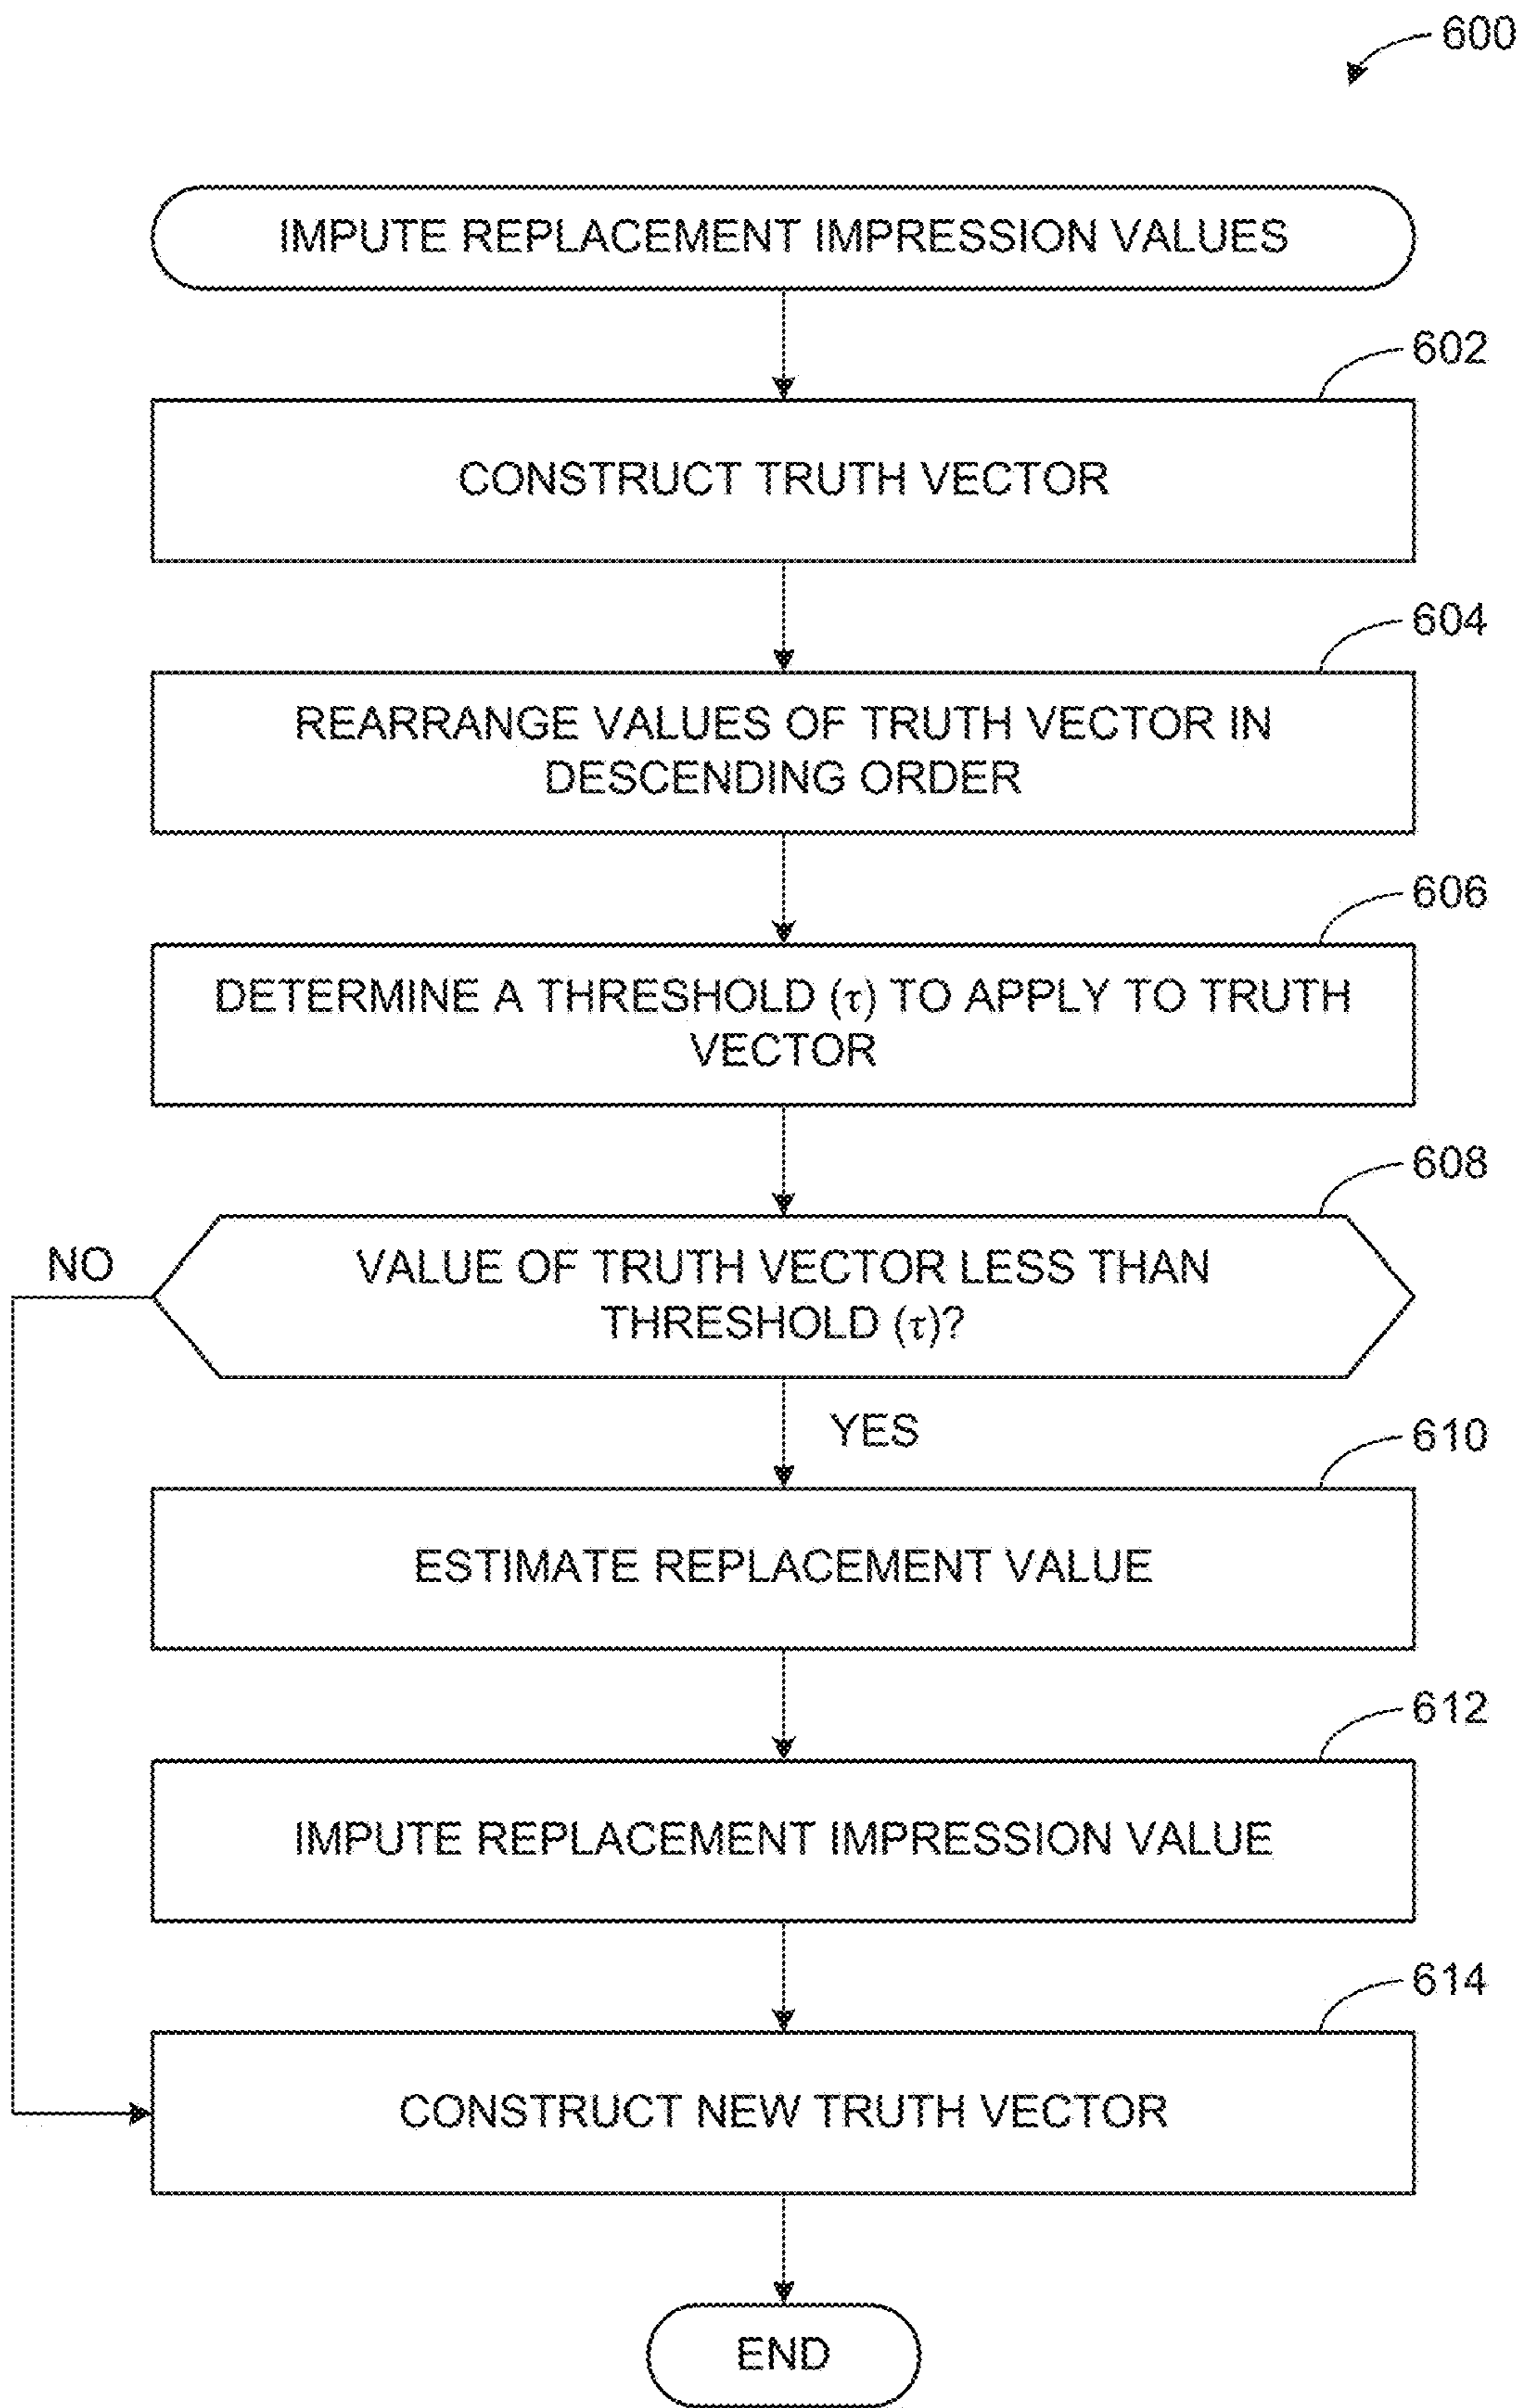 600
IMPUTE REPLACEMENT IMPRESSION VALUES
602
CONSTRUCT TRUTH VECTOR
604
REARRANGE VALUES OF TRUTH VECTOR IN
DESCENDING ORDER
606
DETERMINE A THRESHOLD (τ) TO APPLY TO TRUTH
VECTOR
608
NO
VALUE OF TRUTH VECTOR LESS THAN
THRESHOLD (τ)?
YES
610
ESTIMATE REPLACEMENT VALUE
612
IMPUTE REPLACEMENT IMPRESSION VALUE
614
CONSTRUCT NEW TRUTH VECTOR
END